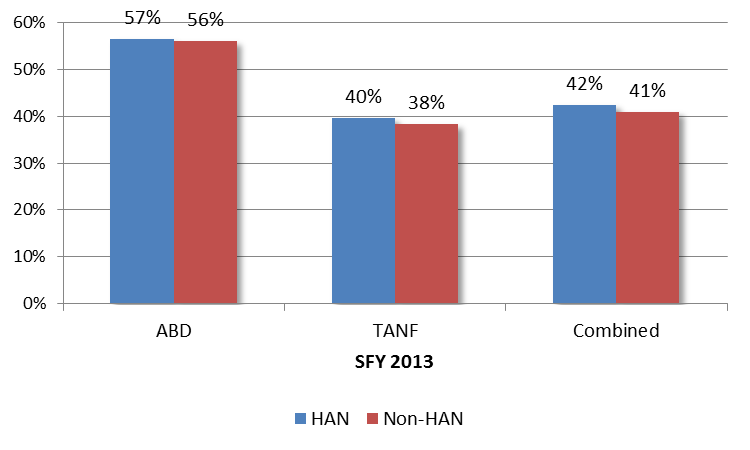 60%
57%
56%
50%
40%
40%
38%
42%
41%
30%
20%
10%
0%
ABD
TANF
Combined
SFY 2013
HAN
Non-HAN